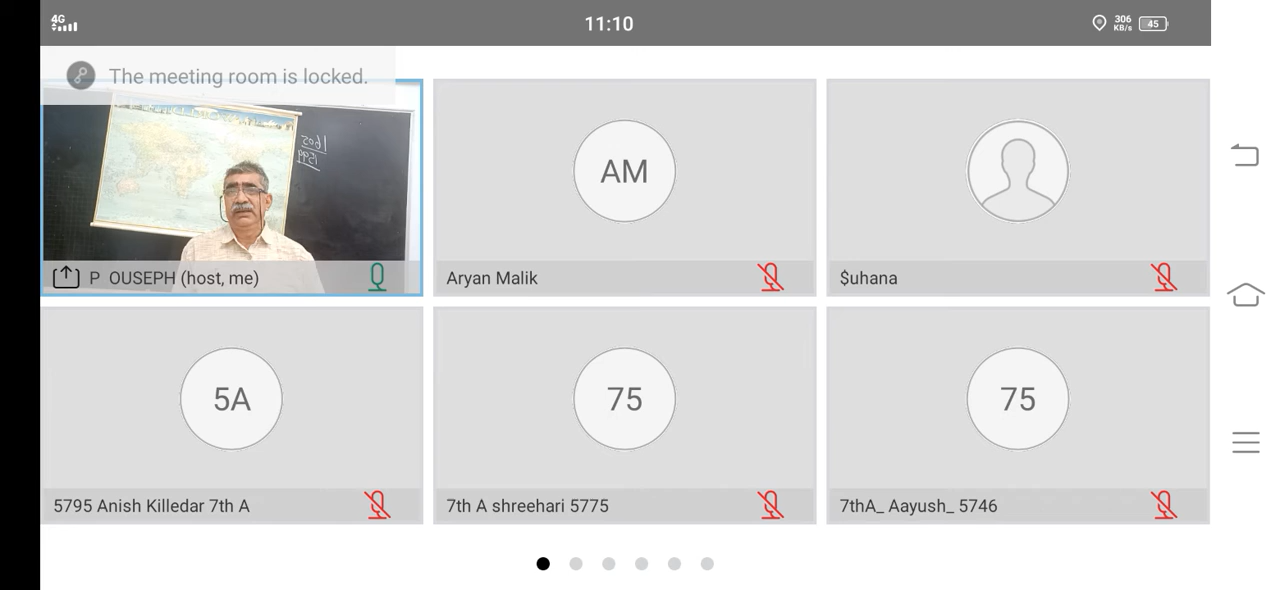 4G
11:10
306
KB/s
45
The meeting room is locked.
1605
1599
P OUSEPH (host, me)
AM
Aryan Malik
$uhana
5A
5795 Anish Killedar 7th A
75
7th A shreehari 5775
75
7thA_ Aayush_ 5746